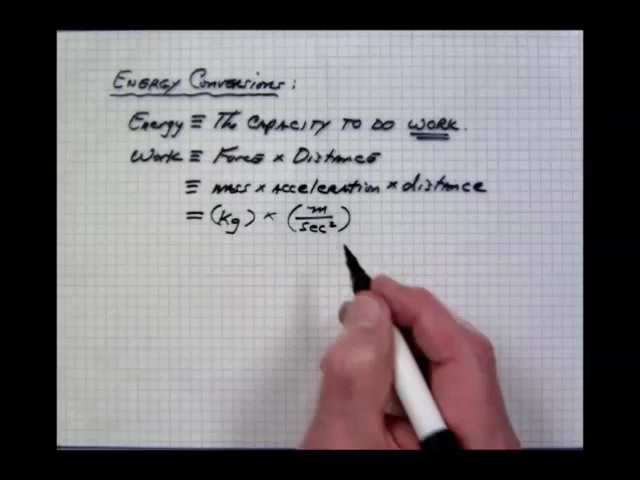 ENERGY CONVERSIONS:
Energy ≡ The CAPACITY TO DO WORK.
Work ≡ Force × Distance
≡ mass × acceleration × distance
= (kg) × (m/sec²)